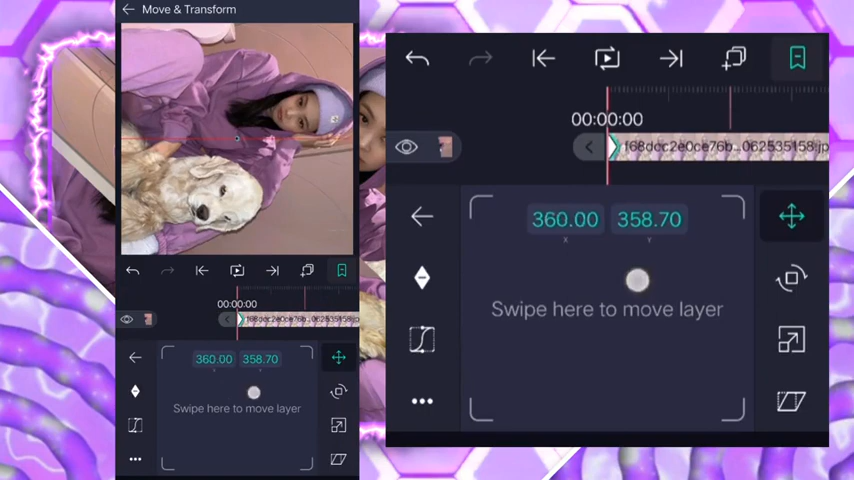 Move & Transform
00:00:00
f68dcc2e0ce76b...062535158.jp
360.00 358.70
X Y
Swipe here to move layer
00:00:00
f68dcc2e0ce76b...062535158.jp
360.00 358.70
X Y
Swipe here to move layer